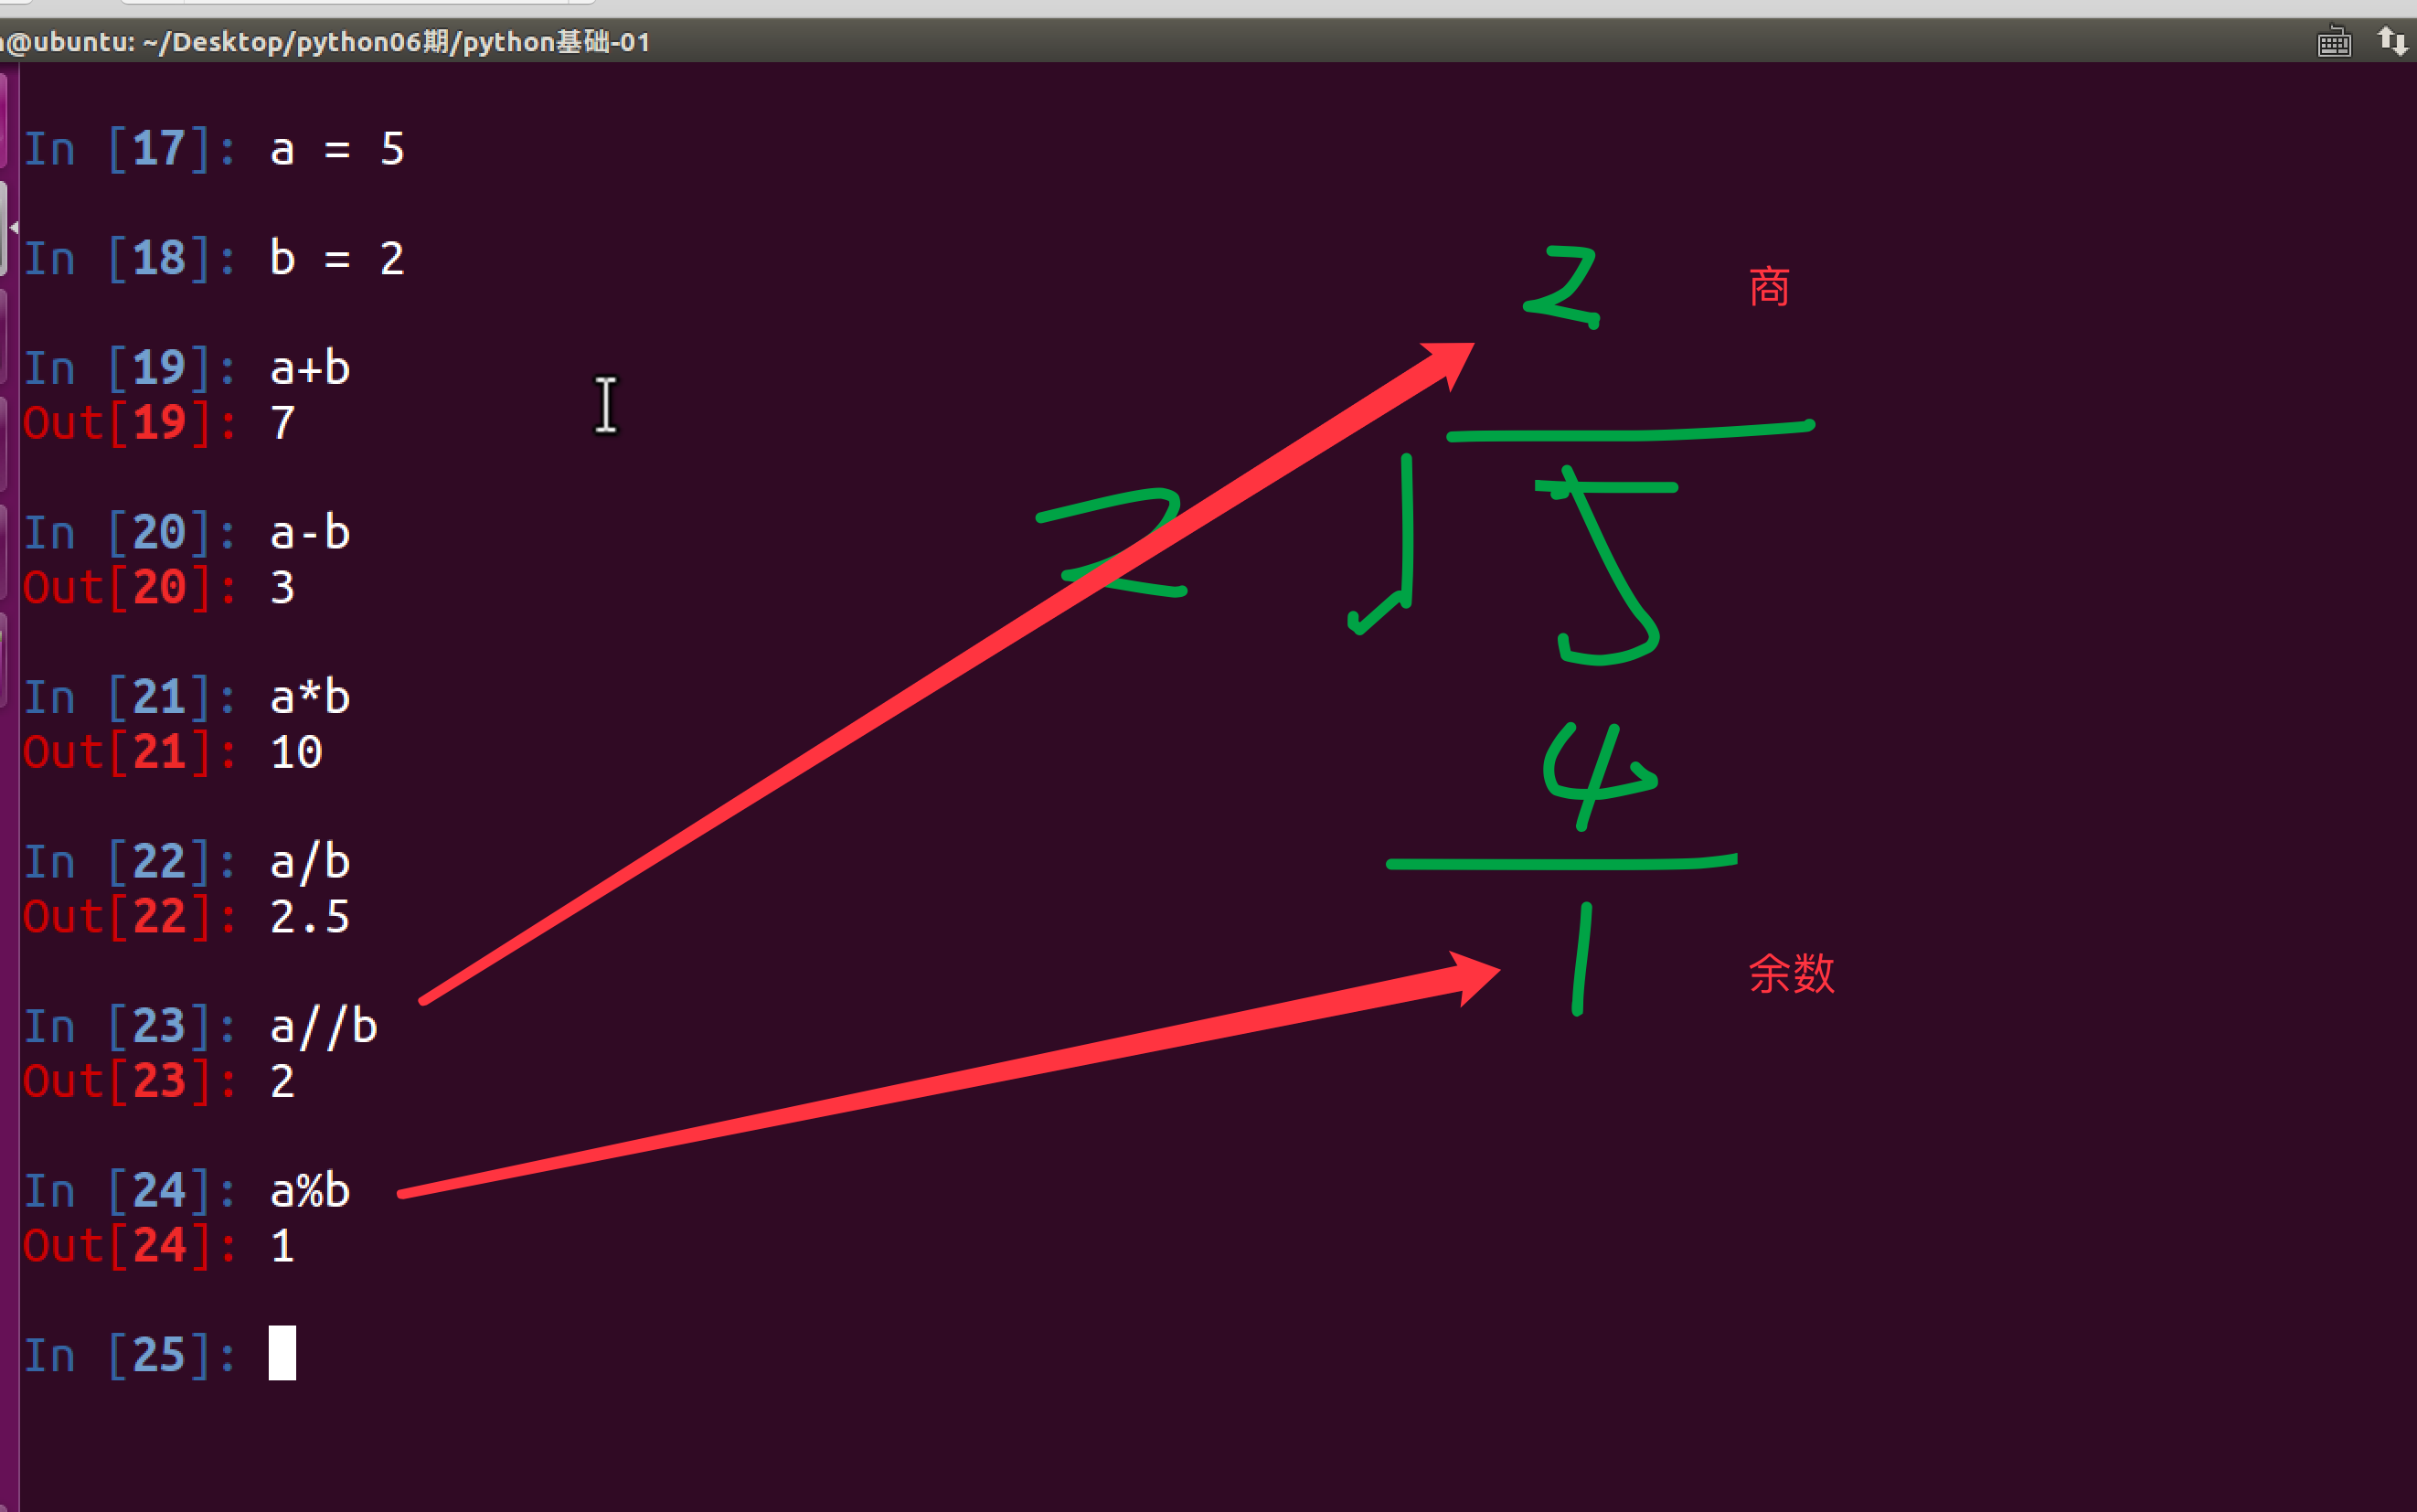 @ubuntu: ~/Desktop/python06期/python基础-01
In [17]: a = 5
In [18]: b = 2
In [19]: a+b
Out[19]: 7
In [20]: a-b
Out[20]: 3
In [21]: a*b
Out[21]: 10
In [22]: a/b
Out[22]: 2.5
In [23]: a//b
Out[23]: 2
In [24]: a%b
Out[24]: 1
In [25]:
2 商
2 5
4
1 余数